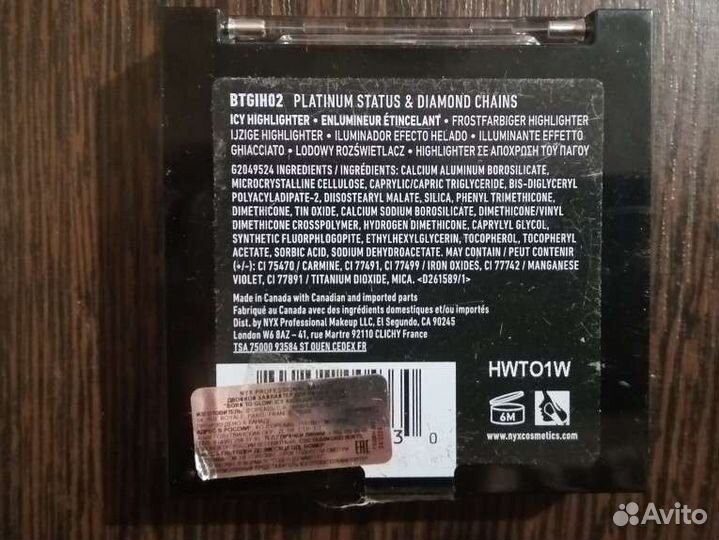 BTGIH02 PLATINUM STATUS & DIAMOND CHAINS
ICY HIGHLIGHTER • ENLUMINEUR ÉTINCELANT • FROSTFARBIGER HIGHLIGHTER
IJZIGE HIGHLIGHTER • ILUMINADOR EFECTO HELADO • ILLUMINANTE EFFETTO
GHIACCIATO • LODOWY ROZŚWIETLACZ • HIGHLIGHTER ΣΕ ΑΠΟΧΡΩΣΗ ΤΟΥ ΠΑΓΟΥ
G2049524 INGREDIENTS / INGRÉDIENTS: CALCIUM ALUMINUM BOROSILICATE,
MICROCRYSTALLINE CELLULOSE, CAPRYLIC/CAPRIC TRIGLYCERIDE, BIS-DIGLYCERYL
POLYACYLADIPATE-2, DIISOSTEARYL MALATE, SILICA, PHENYL TRIMETHICONE,
DIMETHICONE, TIN OXIDE, CALCIUM SODIUM BOROSILICATE, DIMETHICONE/VINYL
DIMETHICONE CROSSPOLYMER, HYDROGEN DIMETHICONE, CAPRYLYL GLYCOL,
SYNTHETIC FLUORPHLOGOPITE, ETHYLHEXYLGLYCERIN, TOCOPHEROL, TOCOPHERYL
ACETATE, SORBIC ACID, SODIUM DEHYDROACETATE. MAY CONTAIN / PEUT CONTENIR
(+/-): CI 75470 / CARMINE, CI 77491, CI 77499 / IRON OXIDES, CI 77742 / MANGANESE
VIOLET, CI 77891 / TITANIUM DIOXIDE, MICA. <D261589/1>
Made in Canada with Canadian and imported parts
Fabriqué au Canada avec des éléments domestiques et/ou importés
Dist. by NYX Professional Makeup LLC, El Segundo, CA 90245
London W6 8AZ – 41, rue Martre 92110 CLICHY France
TSA 75000 93584 ST OUEN CEDEX FR
HWT01W
3 0
6M
www.nyxcosmetics.com
Avito